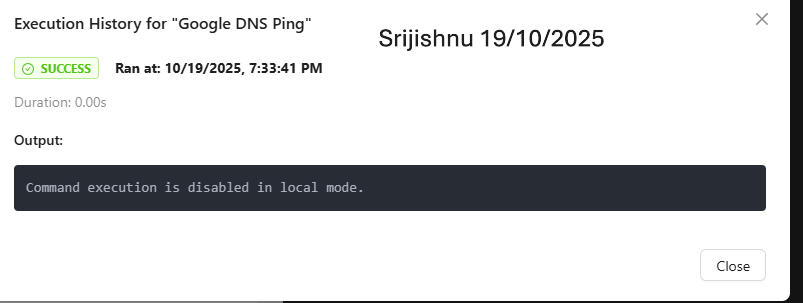 Execution History for "Google DNS Ping"
Srijishnu 19/10/2025
SUCCESS Ran at: 10/19/2025, 7:33:41 PM
Duration: 0.00s
Output:
Command execution is disabled in local mode.
Close